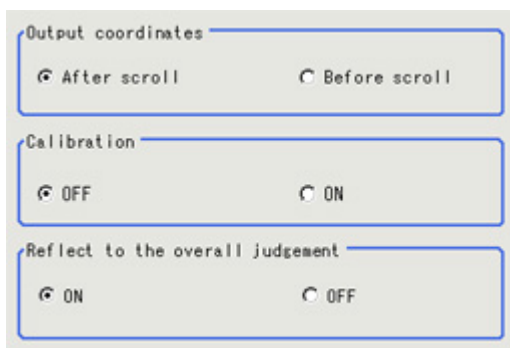 Output coordinates
After scroll Before scroll
Calibration
OFF ON
Reflect to the overall judgement
ON OFF